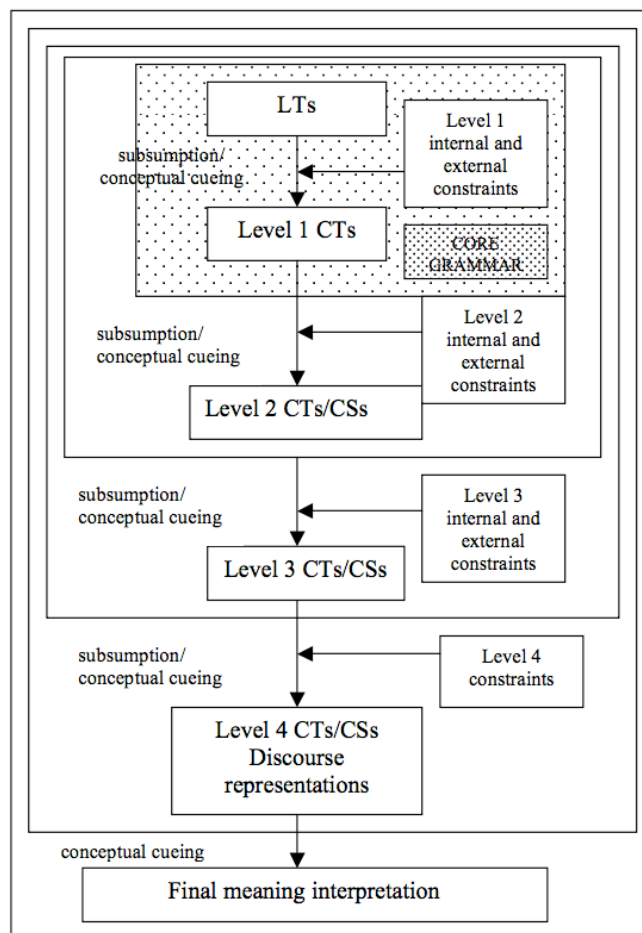 LTs
Level 1
internal and
external
constraints
subsumption/
conceptual cueing
Level 1 CTs
CORE
GRAMMAR
Level 2
internal and
external
constraints
subsumption/
conceptual cueing
Level 2 CTs/CSs
Level 3
internal and
external
constraints
subsumption/
conceptual cueing
Level 3 CTs/CSs
Level 4
constraints
subsumption/
conceptual cueing
Level 4 CTs/CSs
Discourse
representations
conceptual cueing
Final meaning interpretation